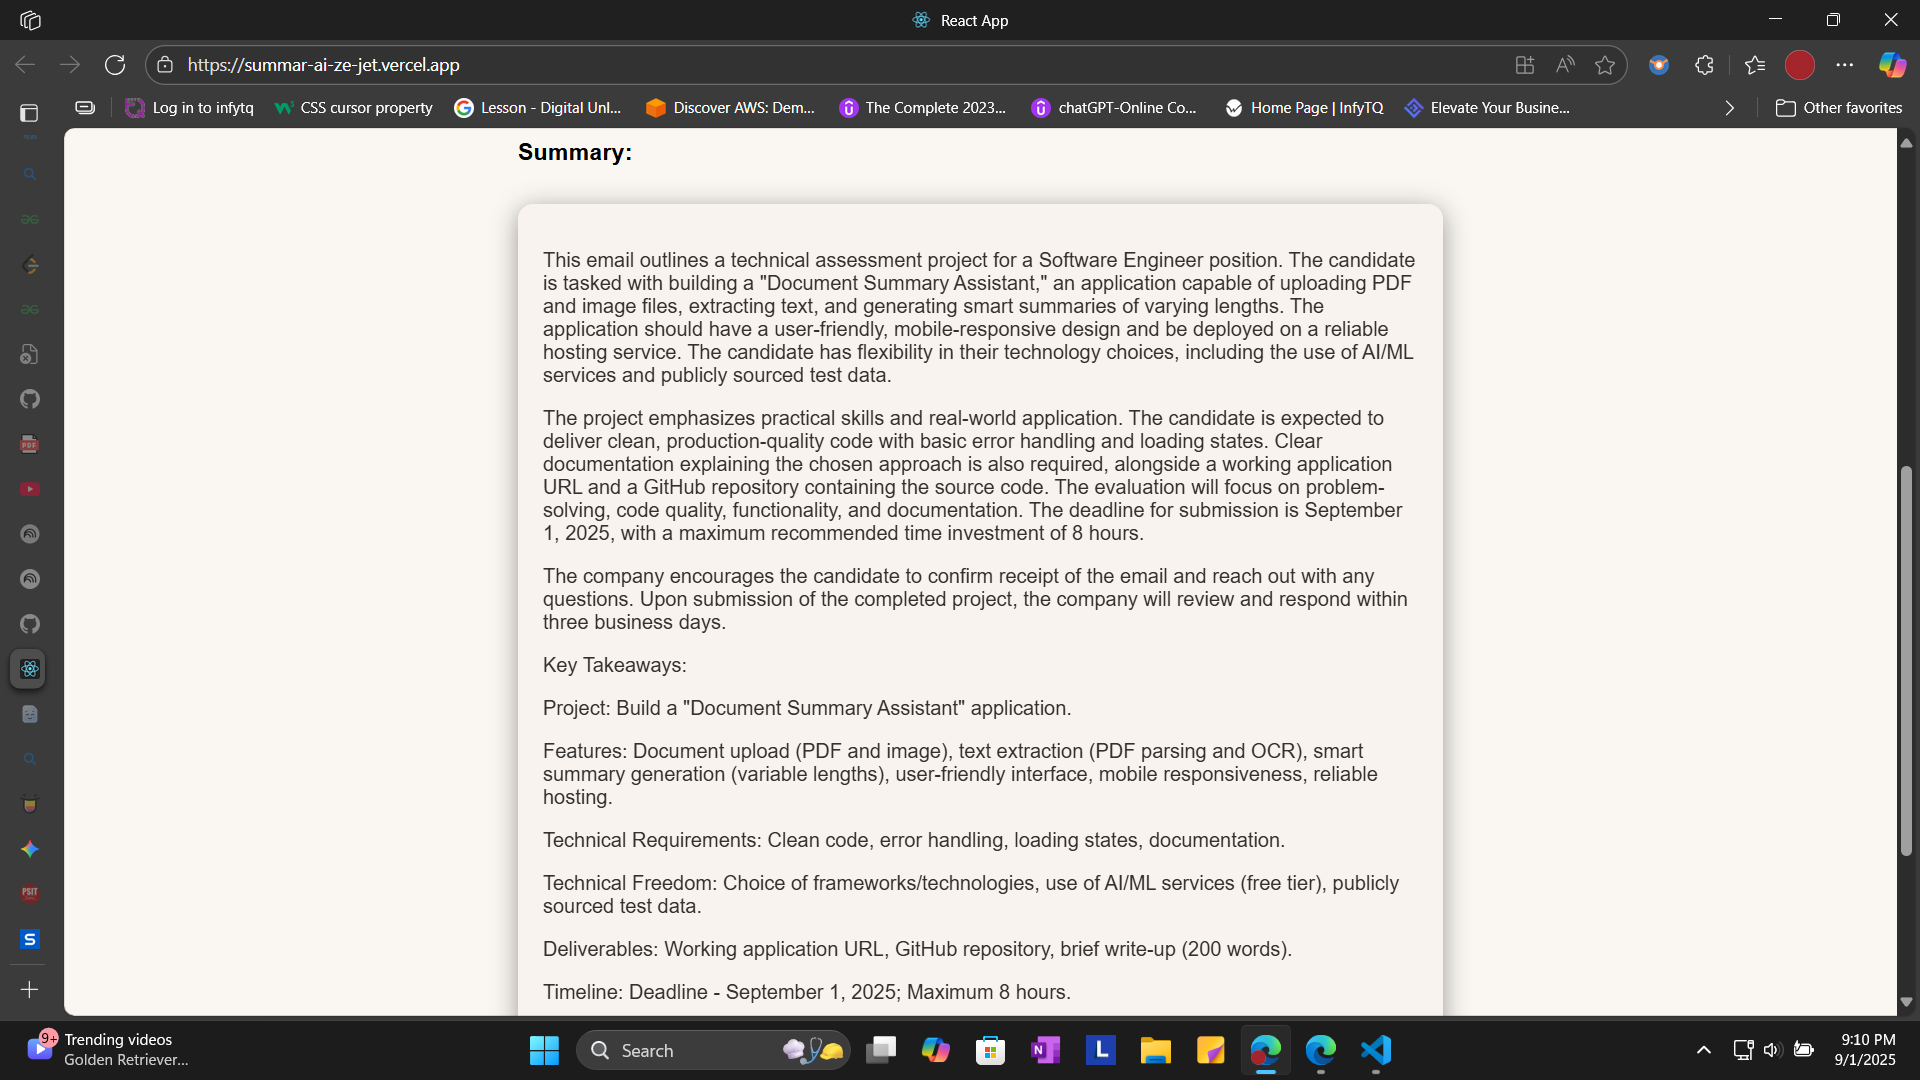 React App
https://summar-ai-ze-jet.vercel.app
Log in to infytq
CSS cursor property
Lesson - Digital Unl...
Discover AWS: Dem...
The Complete 2023...
chatGPT-Online Co...
Home Page | InfyTQ
Elevate Your Busine...
Other favorites
Summary:
This email outlines a technical assessment project for a Software Engineer position. The candidate
is tasked with building a "Document Summary Assistant," an application capable of uploading PDF
and image files, extracting text, and generating smart summaries of varying lengths. The
application should have a user-friendly, mobile-responsive design and be deployed on a reliable
hosting service. The candidate has flexibility in their technology choices, including the use of AI/ML
services and publicly sourced test data.
The project emphasizes practical skills and real-world application. The candidate is expected to
deliver clean, production-quality code with basic error handling and loading states. Clear
documentation explaining the chosen approach is also required, alongside a working application
URL and a GitHub repository containing the source code. The evaluation will focus on problem-
solving, code quality, functionality, and documentation. The deadline for submission is September
1, 2025, with a maximum recommended time investment of 8 hours.
The company encourages the candidate to confirm receipt of the email and reach out with any
questions. Upon submission of the completed project, the company will review and respond within
three business days.
Key Takeaways:
Project: Build a "Document Summary Assistant" application.
Features: Document upload (PDF and image), text extraction (PDF parsing and OCR), smart
summary generation (variable lengths), user-friendly interface, mobile responsiveness, reliable
hosting.
Technical Requirements: Clean code, error handling, loading states, documentation.
Technical Freedom: Choice of frameworks/technologies, use of AI/ML services (free tier), publicly
sourced test data.
Deliverables: Working application URL, GitHub repository, brief write-up (200 words).
Timeline: Deadline - September 1, 2025; Maximum 8 hours.
PDF
PSIT
S
9+
Trending videos
Golden Retriever...
Search
N
L
9:10 PM
9/1/2025